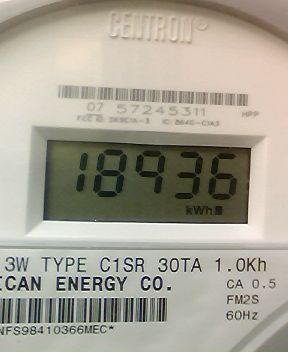 CENTRON®
07 57245311 HPP
18936
kWh
3W TYPE C1SR 30TA 1.0Kh
ICAN ENERGY CO.
CA 0.5
FM2S
60Hz
NFS98410366MEC*